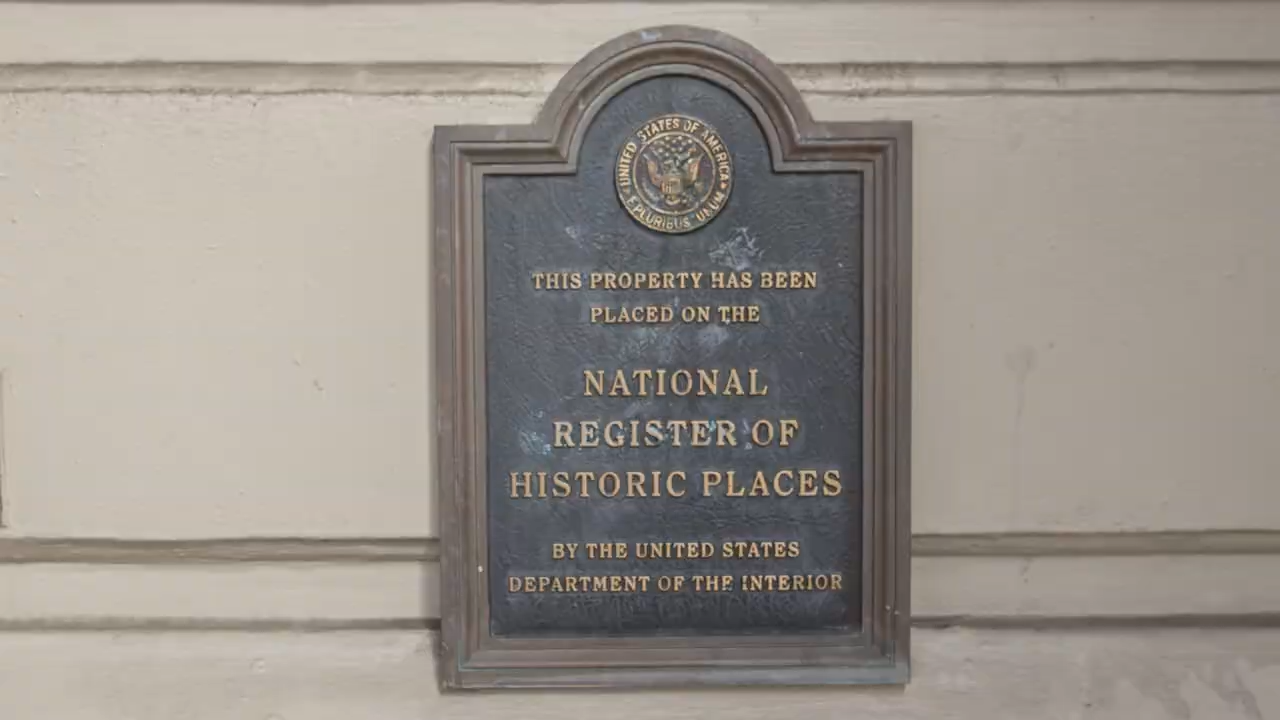 UNITED STATES OF AMERICA
E PLURIBUS UNUM
THIS PROPERTY HAS BEEN
PLACED ON THE
NATIONAL
REGISTER OF
HISTORIC PLACES
BY THE UNITED STATES
DEPARTMENT OF THE INTERIOR